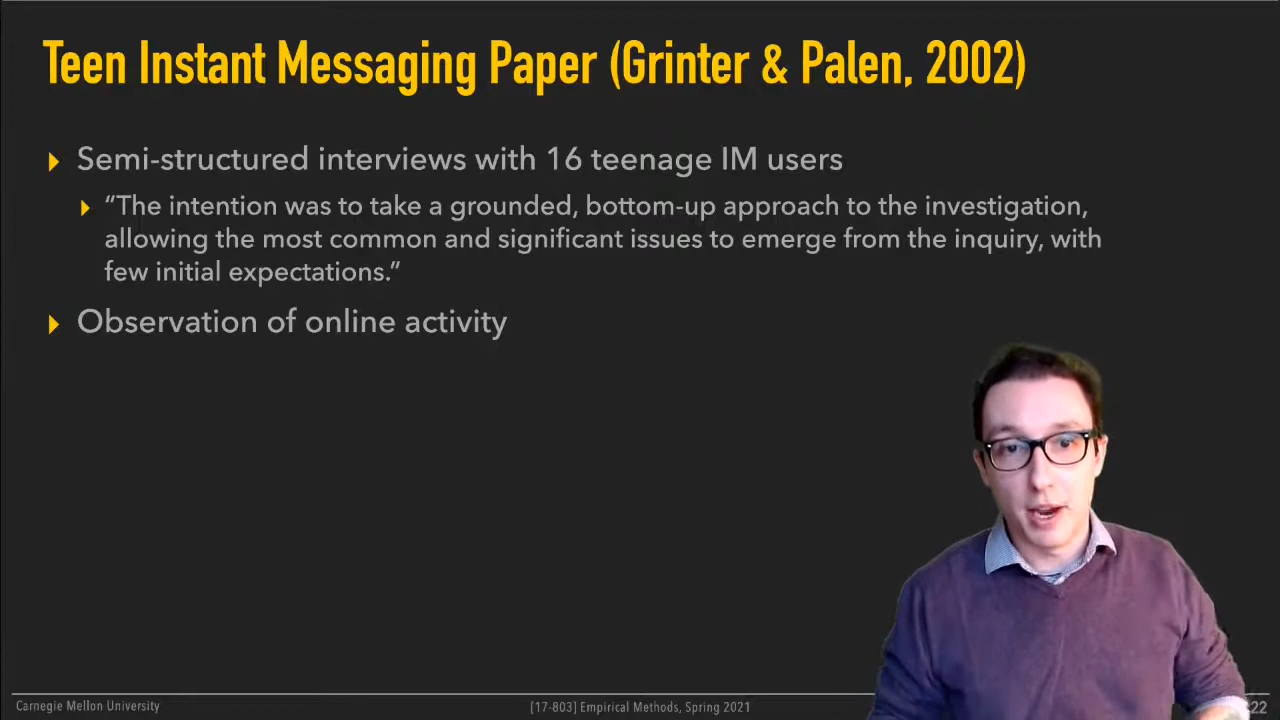 Teen Instant Messaging Paper (Grinter & Palen, 2002)
Semi-structured interviews with 16 teenage IM users
“The intention was to take a grounded, bottom-up approach to the investigation,
allowing the most common and significant issues to emerge from the inquiry, with
few initial expectations.”
Observation of online activity
Carnegie Mellon University
[17-803] Empirical Methods, Spring 2021
22